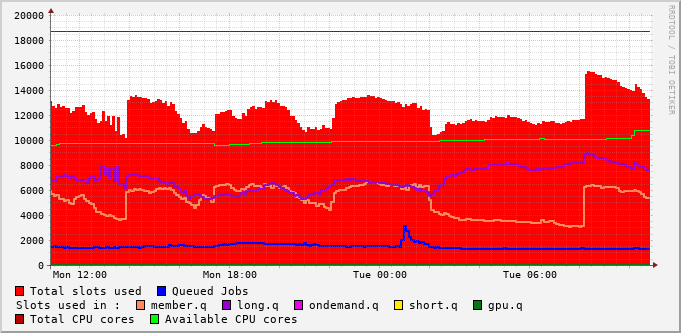 20000
18000
16000
14000
12000
10000
8000
6000
4000
2000
0
Mon 12:00 Mon 18:00 Tue 00:00 Tue 06:00
RRDTOOL / TOBI OETIKER
Total slots used Queued Jobs
Slots used in : member.q long.q ondemand.q short.q gpu.q
Total CPU cores Available CPU cores